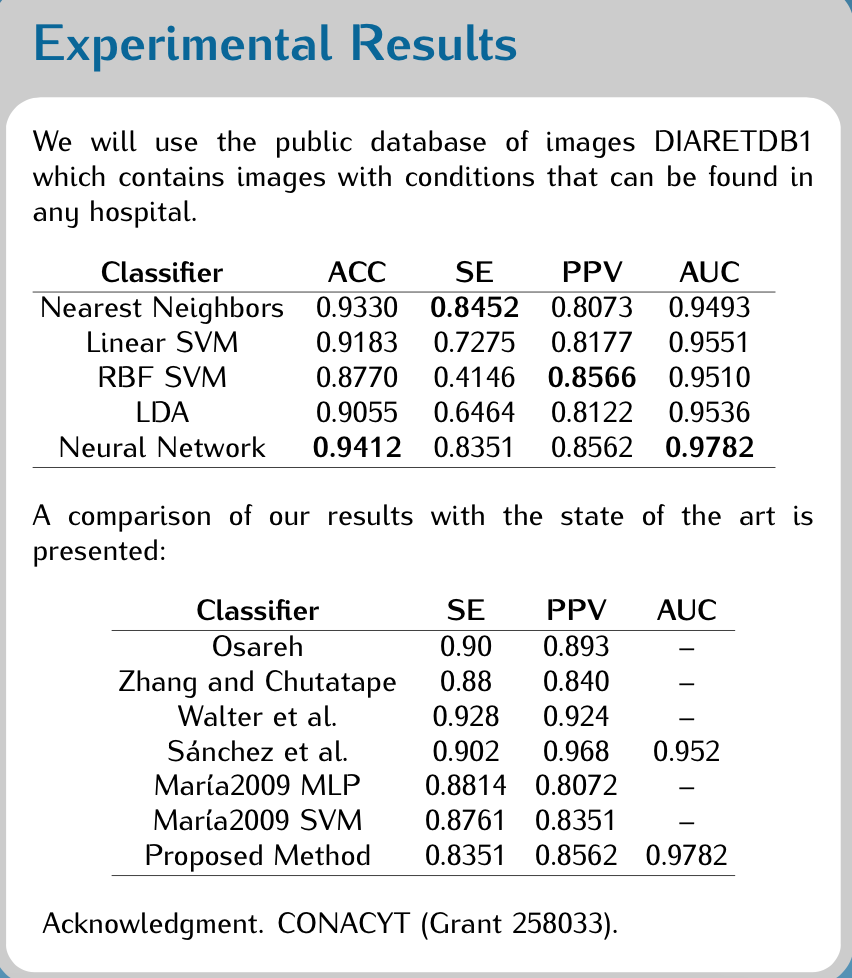 Experimental Results
We will use the public database of images DIARETDB1
which contains images with conditions that can be found in
any hospital.
Classifier ACC SE PPV AUC
Nearest Neighbors 0.9330 0.8452 0.8073 0.9493
Linear SVM 0.9183 0.7275 0.8177 0.9551
RBF SVM 0.8770 0.4146 0.8566 0.9510
LDA 0.9055 0.6464 0.8122 0.9536
Neural Network 0.9412 0.8351 0.8562 0.9782
A comparison of our results with the state of the art is
presented:
Classifier SE PPV AUC
Osareh 0.90 0.893 –
Zhang and Chutatape 0.88 0.840 –
Walter et al. 0.928 0.924 –
Sánchez et al. 0.902 0.968 0.952
María2009 MLP 0.8814 0.8072 –
María2009 SVM 0.8761 0.8351 –
Proposed Method 0.8351 0.8562 0.9782
Acknowledgment. CONACYT (Grant 258033).